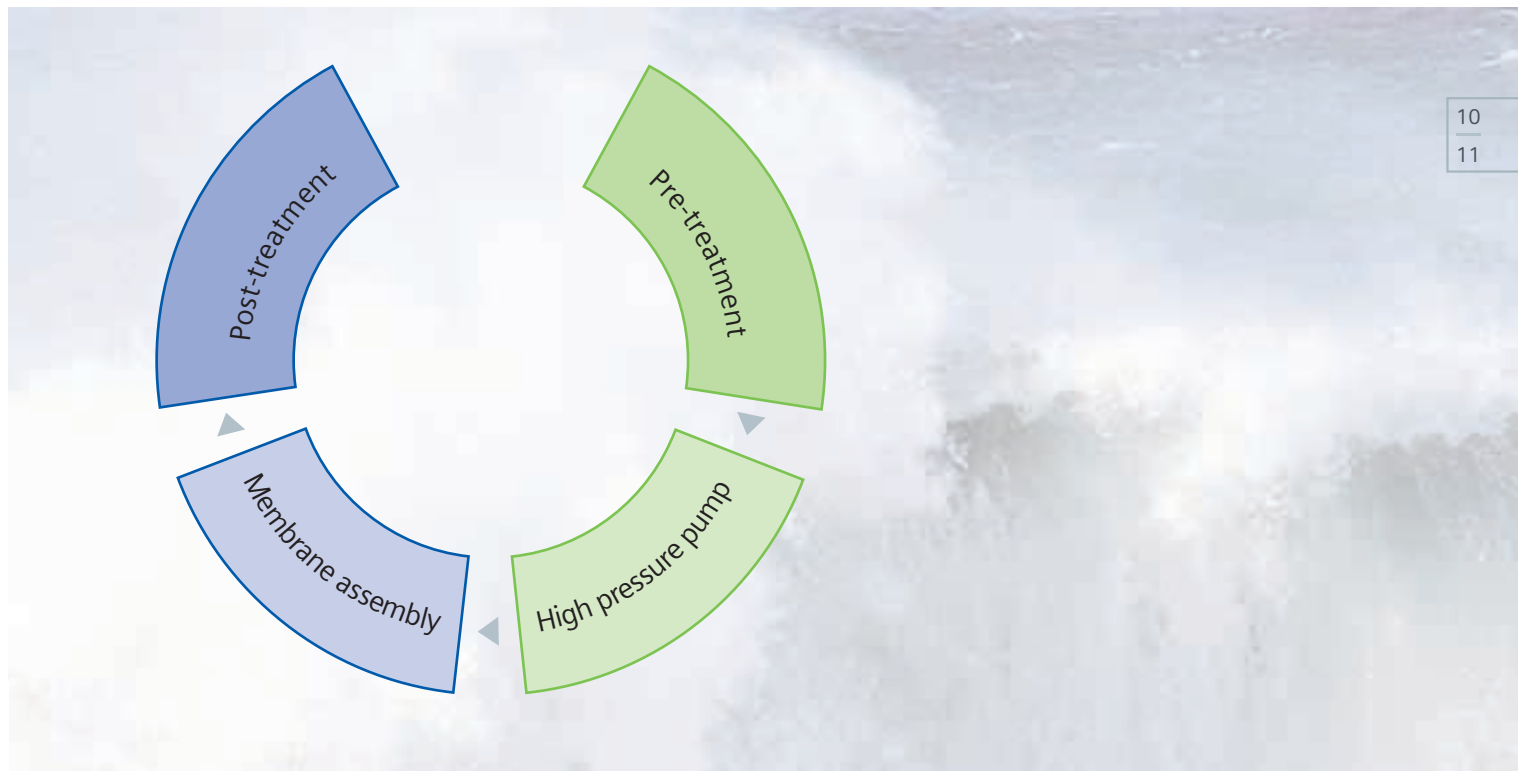 Pre-treatment
High pressure pump
Membrane assembly
Post-treatment
10
11